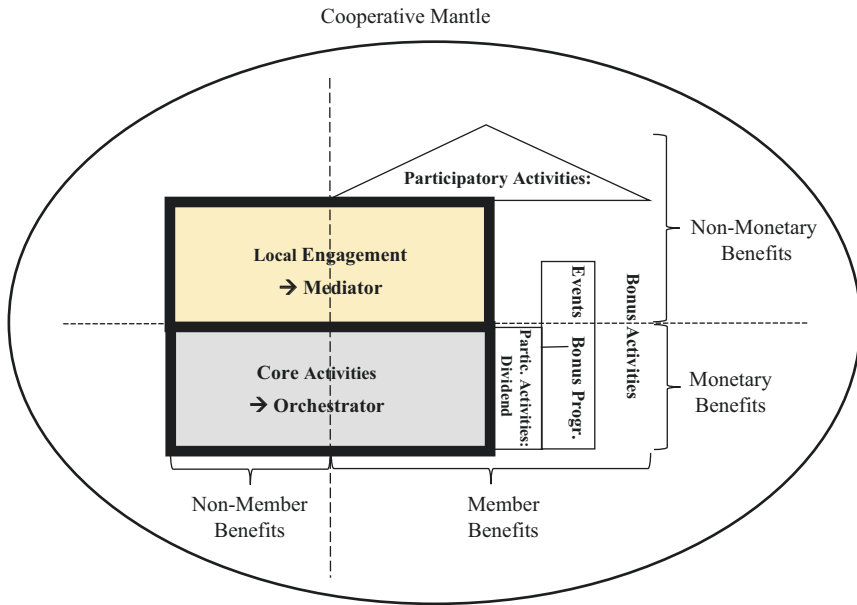 Cooperative Mantle
Participatory Activities:
Non-Monetary
Benefits
Local Engagement
→ Mediator
Events
Bonus Activities
Core Activities
→ Orchestrator
Partic. Activities:
Dividend
Bonus Progr.
Monetary
Benefits
Non-Member
Benefits
Member
Benefits